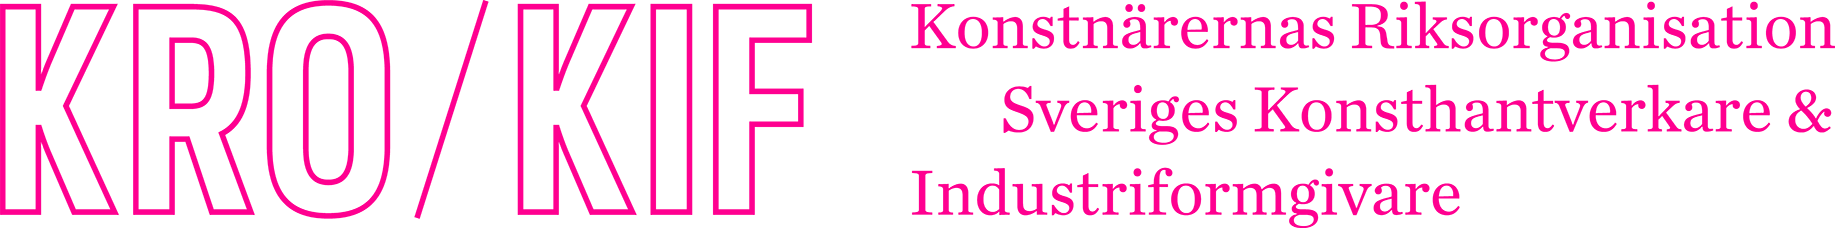 KRO/KIF
Konstnärernas Riksorganisation
Sveriges Konsthantverkare &
Industriformgivare